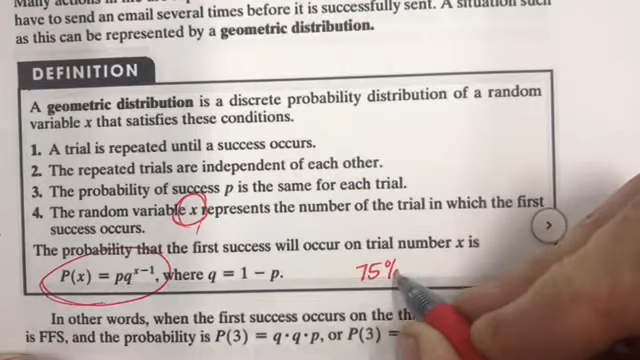 have to send an email several times before it is successfully sent. A situation such
as this can be represented by a geometric distribution.
DEFINITION
A geometric distribution is a discrete probability distribution of a random
variable x that satisfies these conditions.
1. A trial is repeated until a success occurs.
2. The repeated trials are independent of each other.
3. The probability of success p is the same for each trial.
4. The random variable x represents the number of the trial in which the first
success occurs.
The probability that the first success will occur on trial number x is
P(x) = pq^{x−1}, where q = 1 − p.
75%
In other words, when the first success occurs on the
is FFS, and the probability is P(3) = q · q · p, or P(3) =